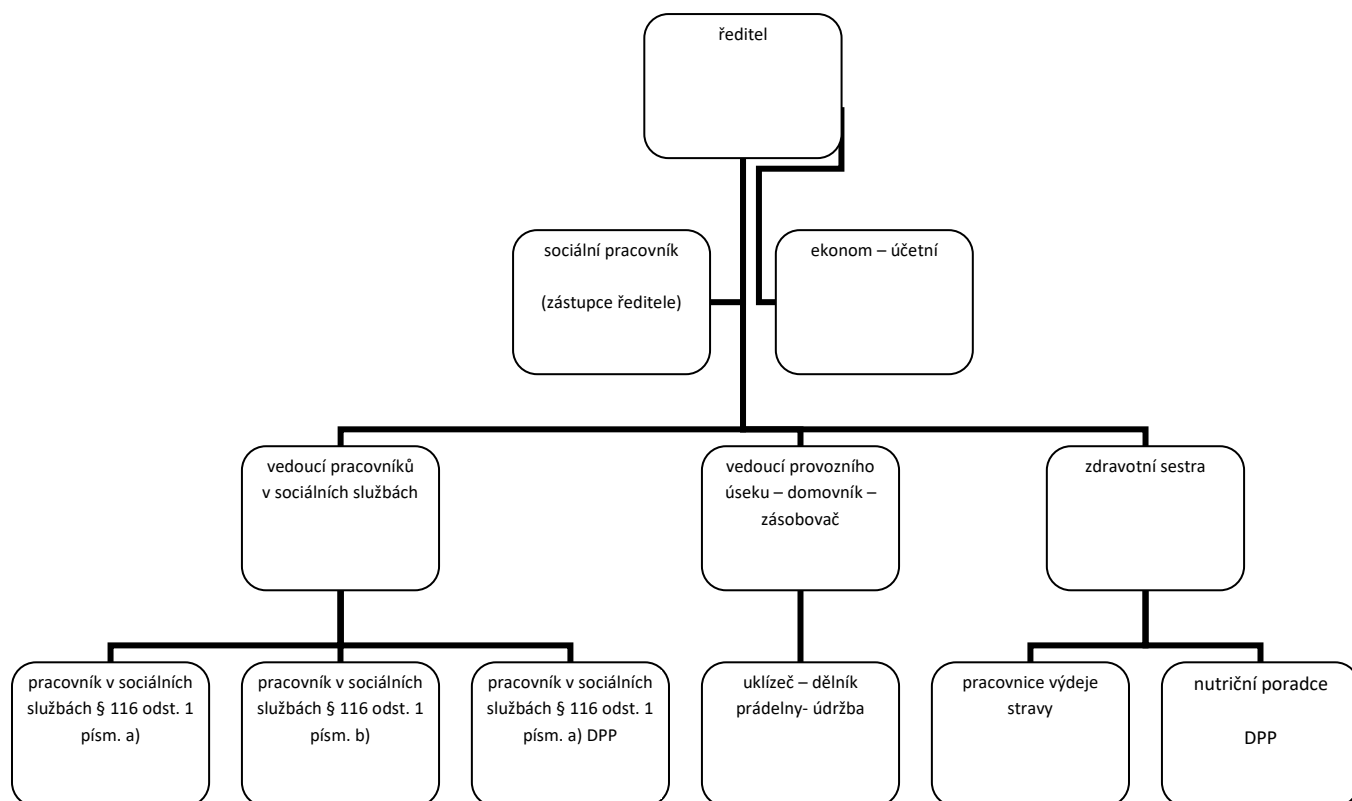 ředitel
sociální pracovník
(zástupce ředitele)
ekonom – účetní
vedoucí pracovníků
v sociálních službách
vedoucí provozního
úseku – domovník –
zásobovač
zdravotní sestra
pracovník v sociálních
službách § 116 odst. 1
písm. a)
pracovník v sociálních
službách § 116 odst. 1
písm. b)
pracovník v sociálních
službách § 116 odst. 1
písm. a) DPP
uklízeč – dělník
prádelny- údržba
pracovnice výdeje
stravy
nutriční poradce
DPP